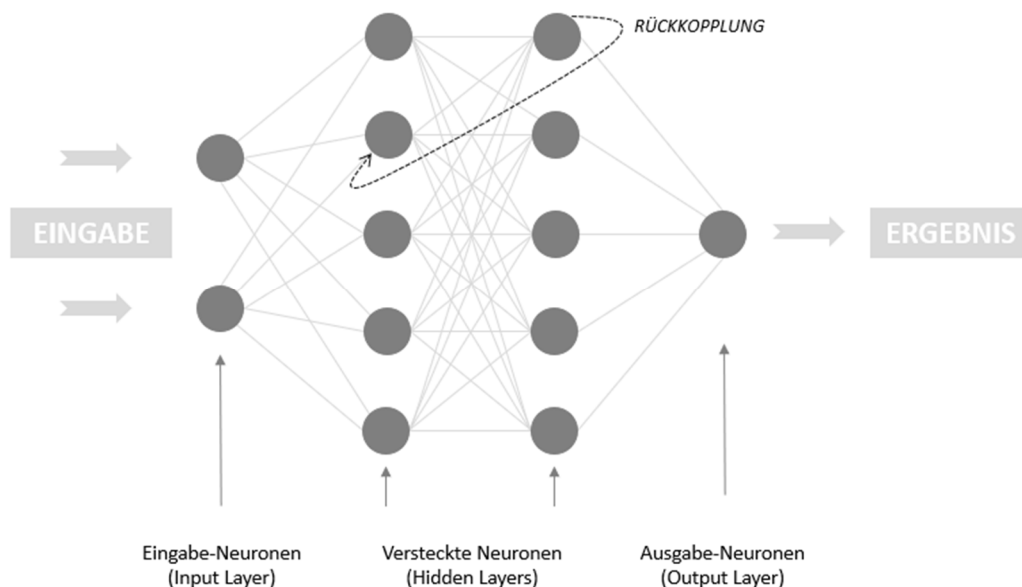 RÜCKKOPPLUNG
EINGABE
ERGEBNIS
Eingabe-Neuronen
(Input Layer)
Versteckte Neuronen
(Hidden Layers)
Ausgabe-Neuronen
(Output Layer)